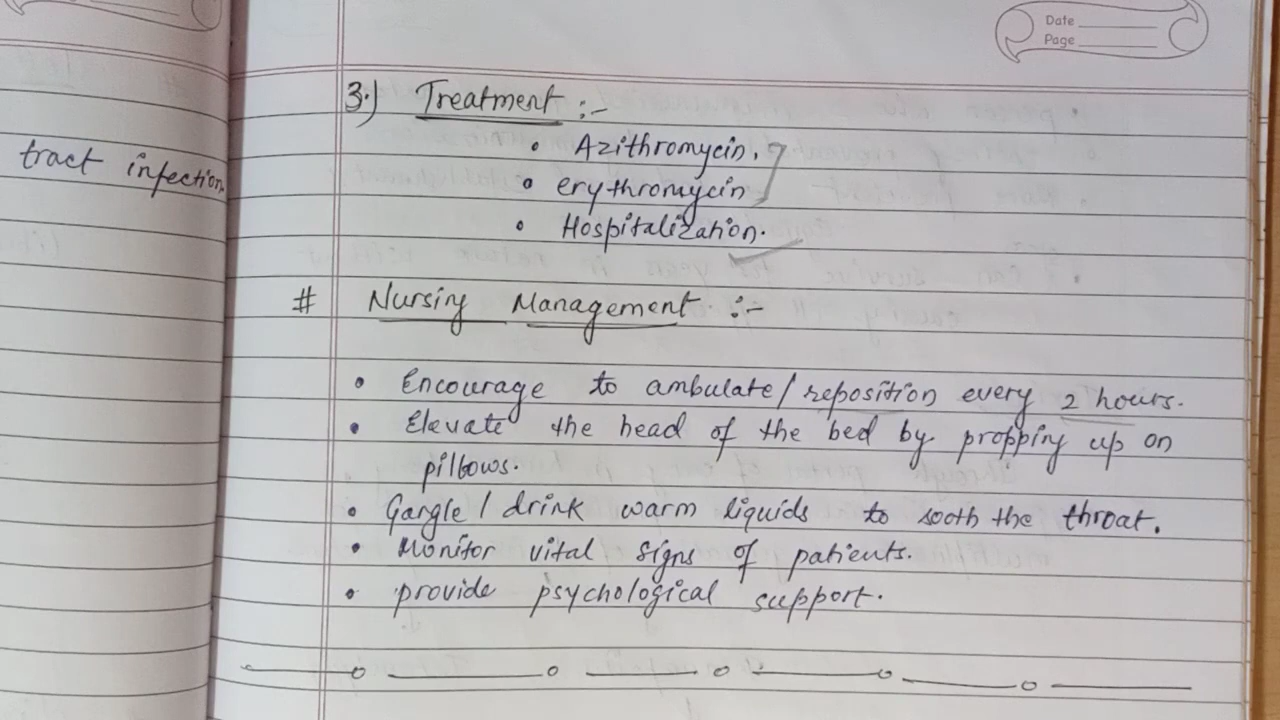 Date
Page
tract infection.
3.) Treatment :-
• Azithromycin,
• erythromycin
• Hospitalization.
# Nursing Management :-
• Encourage to ambulate/reposition every 2 hours.
• Elevate the head of the bed by propping up on
pillows.
• Gargle / drink warm liquids to sooth the throat.
• Monitor vital signs of patients.
• provide psychological support.